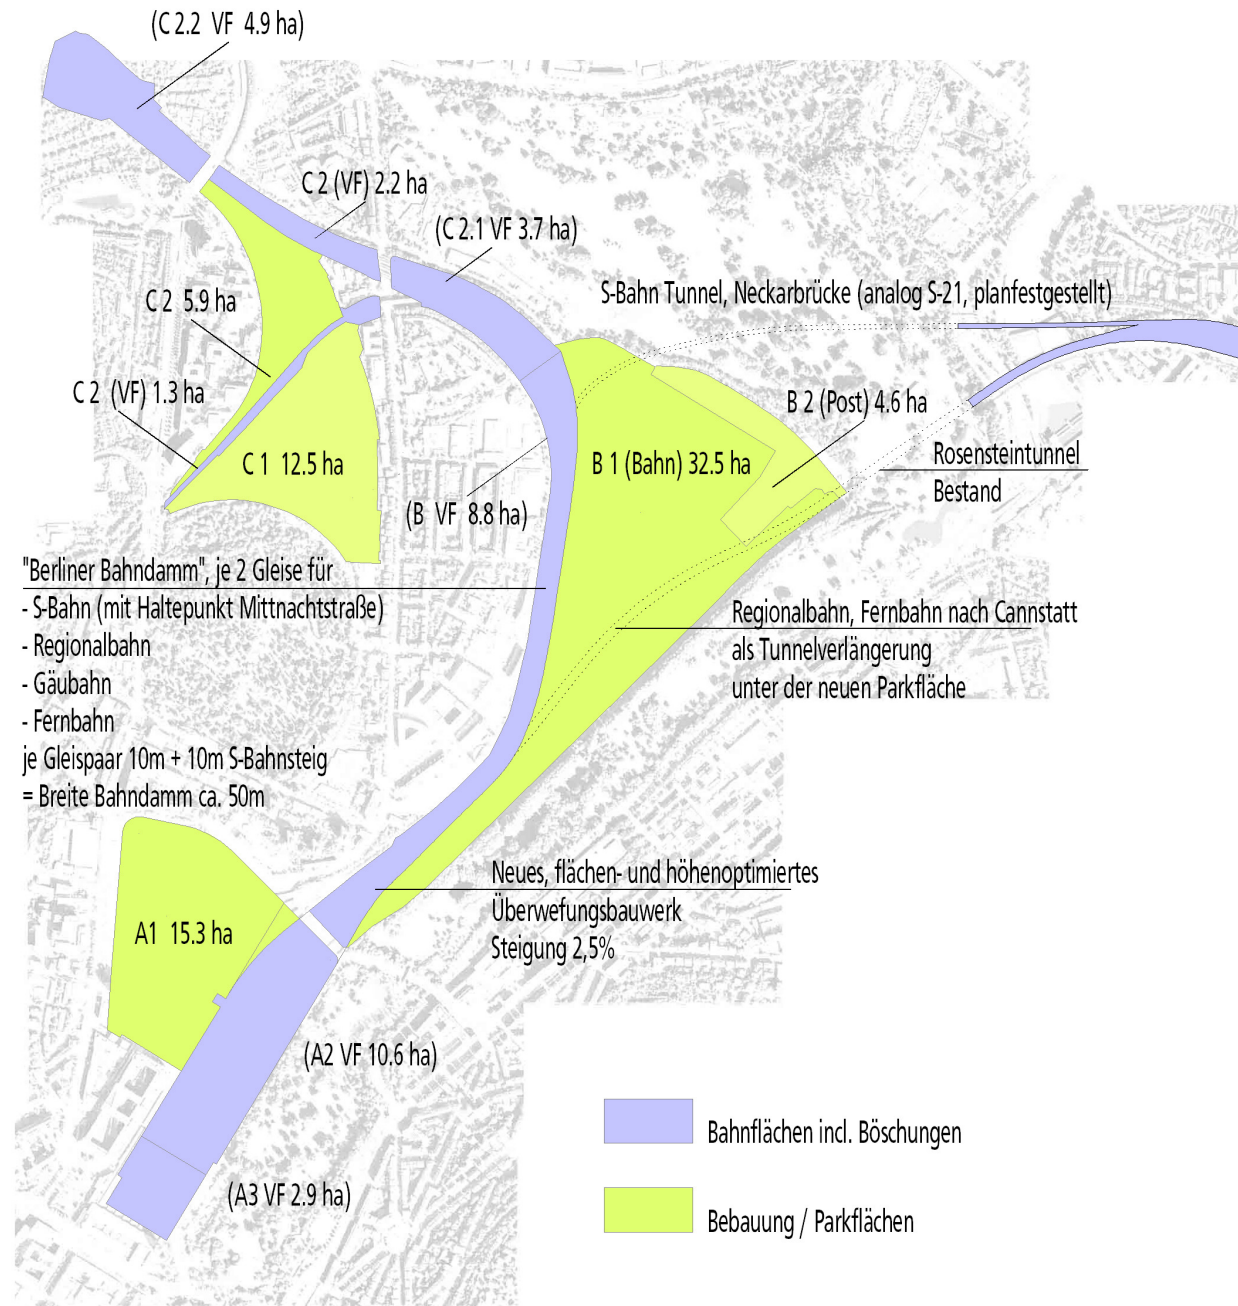 (C 2.2 VF 4.9 ha)
C 2 (VF) 2.2 ha
(C 2.1 VF 3.7 ha)
S-Bahn Tunnel, Neckarbrücke (analog S-21, planfestgestellt)
C 2 5.9 ha
C 2 (VF) 1.3 ha
B 2 (Post) 4.6 ha
C 1 12.5 ha
B 1 (Bahn) 32.5 ha
Rosensteintunnel
Bestand
(B VF 8.8 ha)
"Berliner Bahndamm", je 2 Gleise für
- S-Bahn (mit Haltepunkt Mittnachtstraße)
- Regionalbahn
- Gäubahn
- Fernbahn
je Gleispaar 10m + 10m S-Bahnsteig
= Breite Bahndamm ca. 50m
Regionalbahn, Fernbahn nach Cannstatt
als Tunnelverlängerung
unter der neuen Parkfläche
Neues, flächen- und höhenoptimiertes
Überwefungsbauwerk
Steigung 2,5%
A1 15.3 ha
(A2 VF 10.6 ha)
(A3 VF 2.9 ha)
Bahnflächen incl. Böschungen
Bebauung / Parkflächen